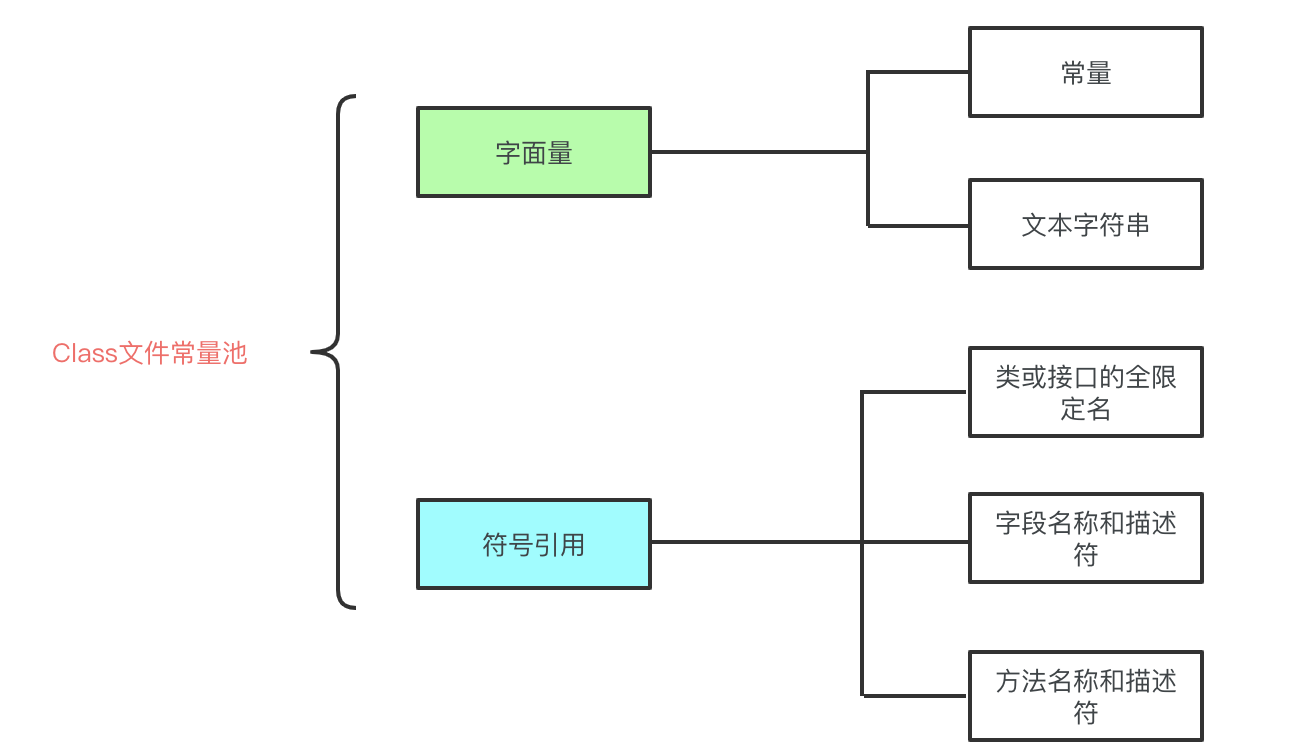 常量
字面量
文本字符串
Class文件常量池
类或接口的全限
定名
字段名称和描述
符
符号引用
方法名称和描述
符